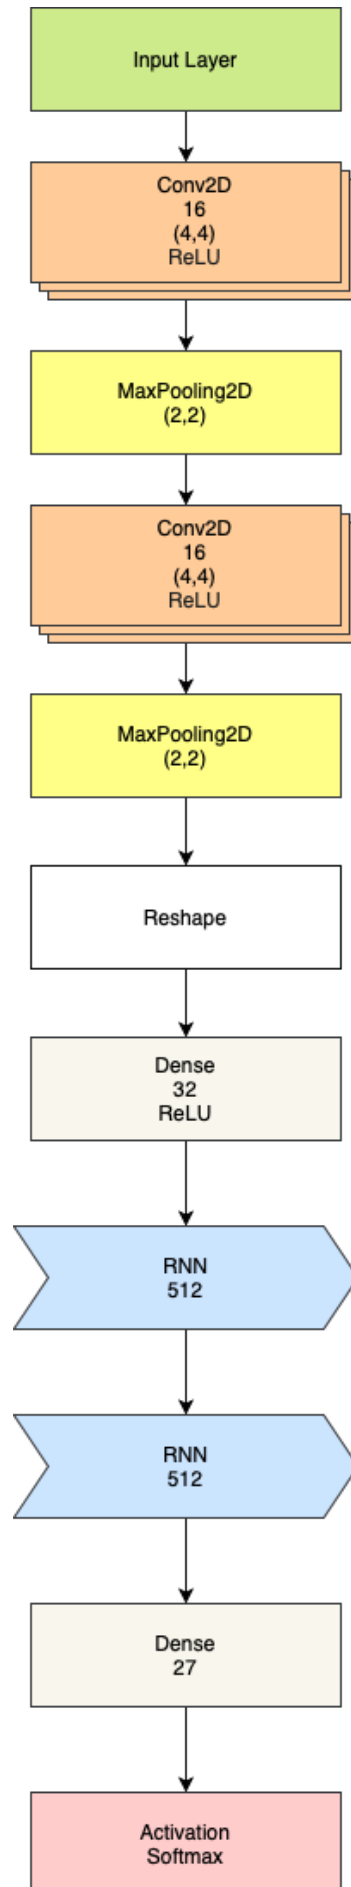 Input Layer
Conv2D
16
(4,4)
ReLU
MaxPooling2D
(2,2)
Conv2D
16
(4,4)
ReLU
MaxPooling2D
(2,2)
Reshape
Dense
32
ReLU
RNN
512
RNN
512
Dense
27
Activation
Softmax